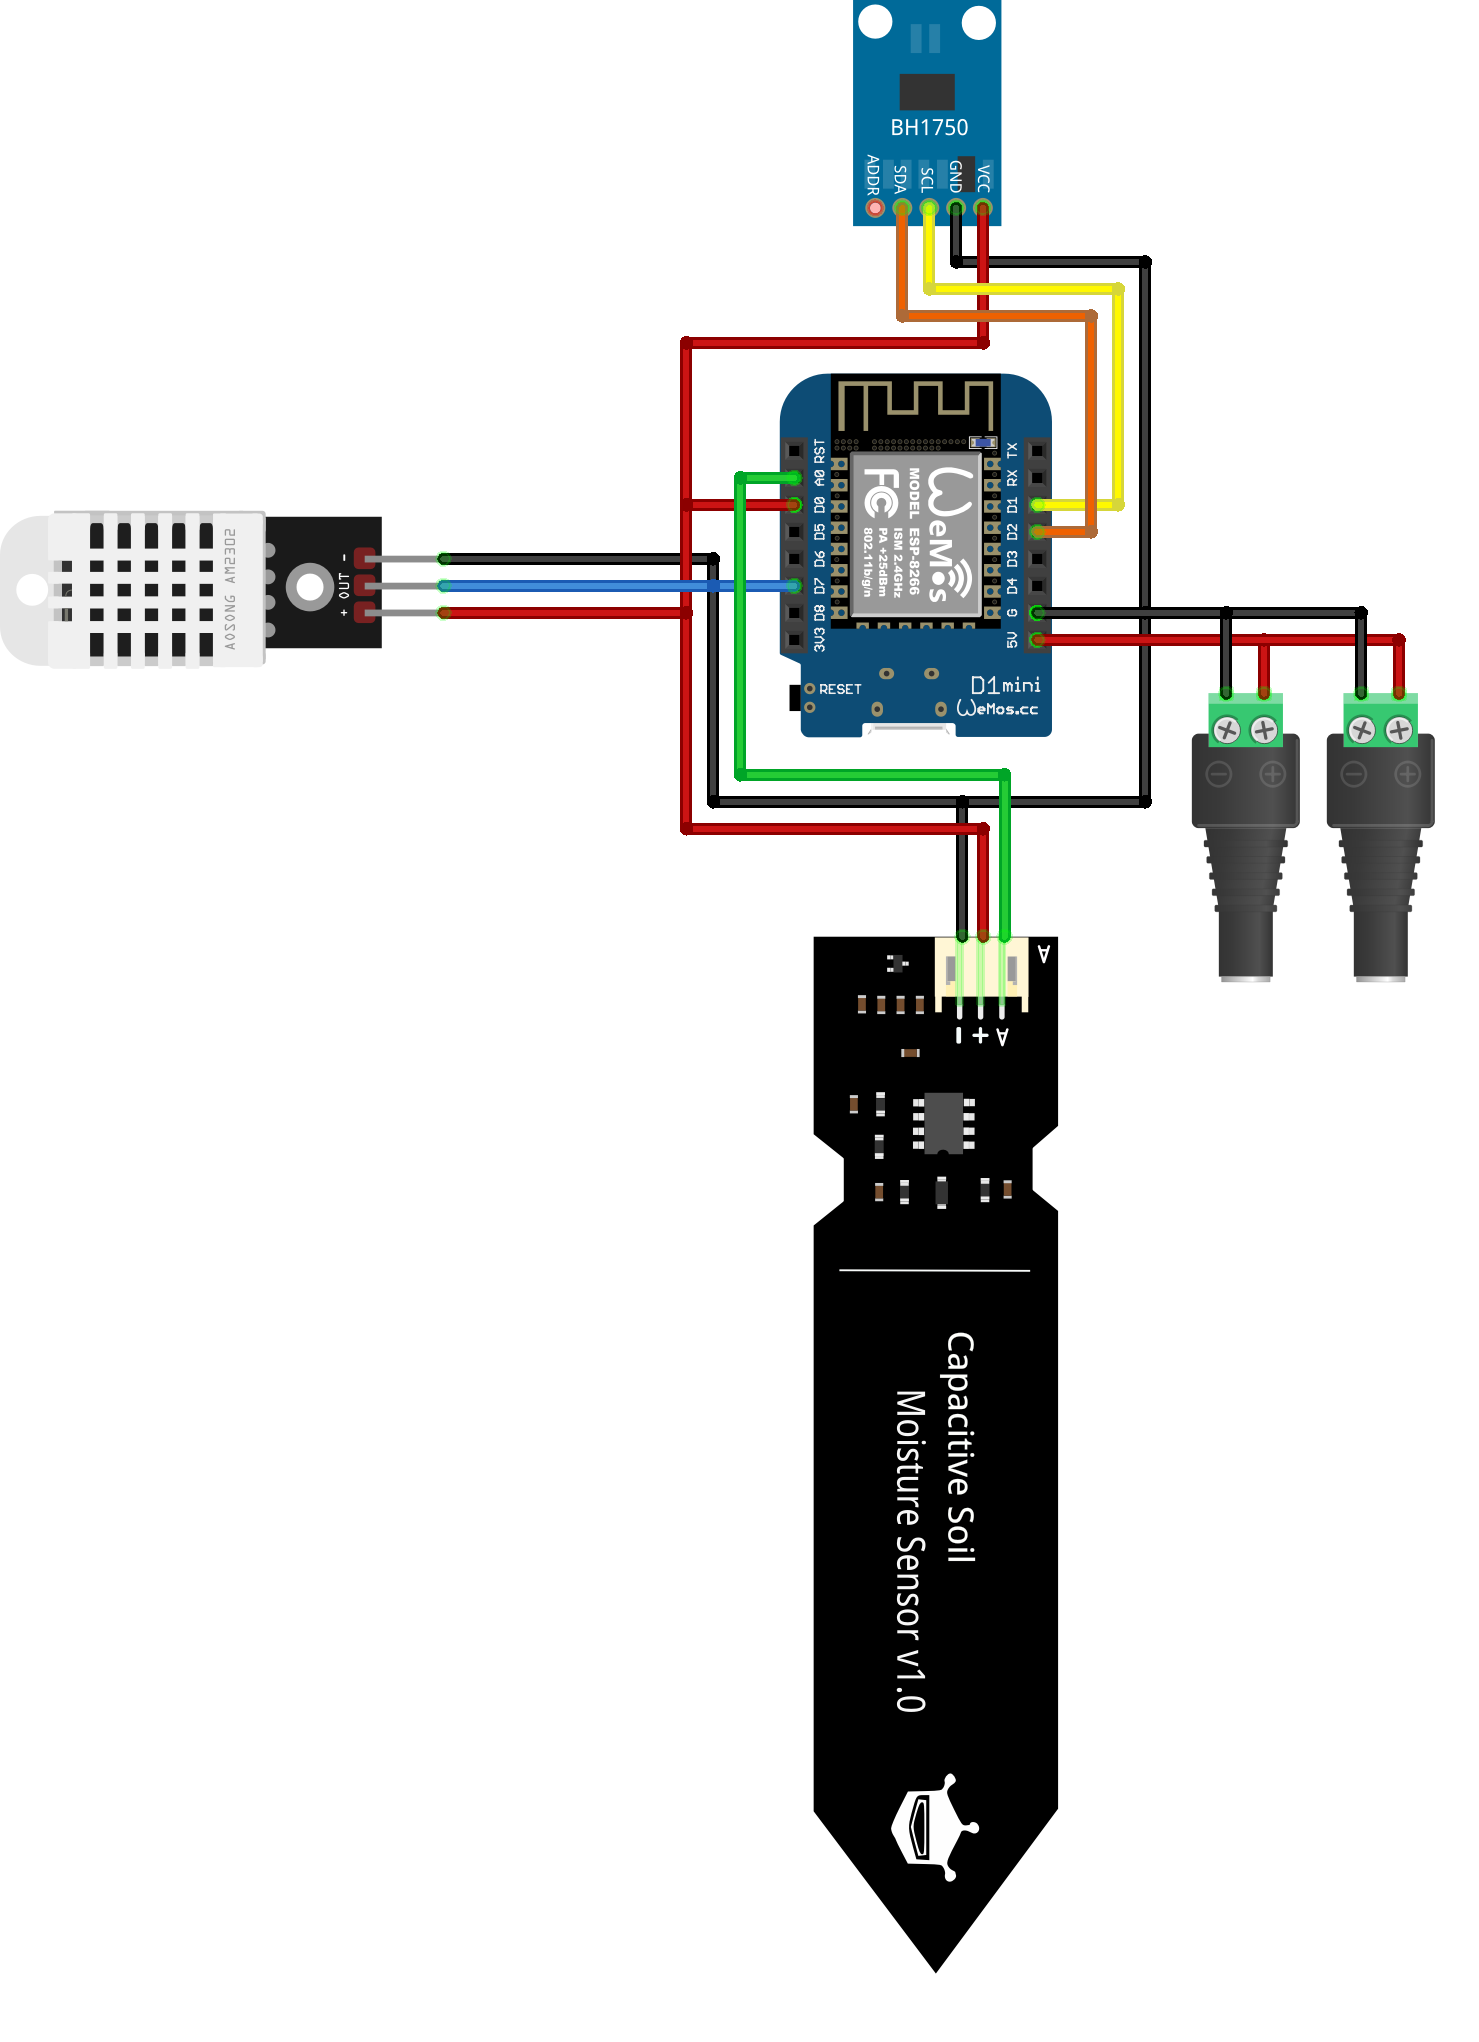 BH1750
ADDR
SDA
SCL
GND
VCC
RST
A0
D0
D5
D6
D7
D8
3V3
TX
RX
D1
D2
D3
D4
G
5V
WeMos
MODEL ESP-8266
ISM 2.4GHz
PA +25dBm
802.11b/g/n
FC
RESET
D1mini
WeMos.cc
-
OUT
+
AOSONG AM2302
− +
− +
A
- + A
Capacitive Soil
Moisture Sensor v1.0